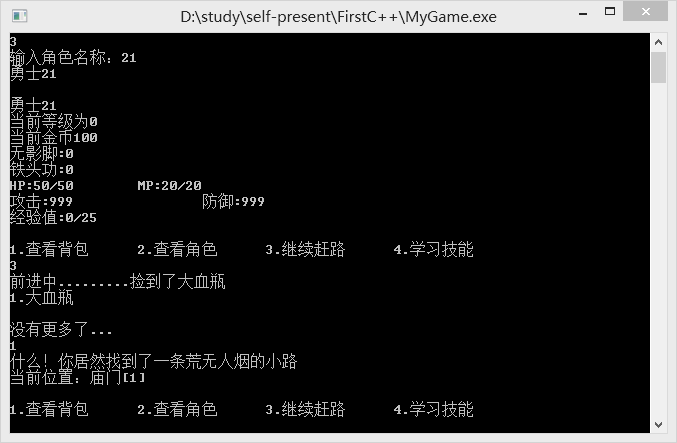 D:\study\self-present\FirstC++\MyGame.exe
3
输入角色名称：21
勇士21
勇士21
当前等级为0
当前金币100
无影脚:0
铁头功:0
HP:50/50 MP:20/20
攻击:999 防御:999
经验值:0/25
1.查看背包 2.查看角色 3.继续赶路 4.学习技能
3
前进中.........捡到了大血瓶
1.大血瓶
没有更多了...
1
什么！你居然找到了一条荒无人烟的小路
当前位置：庙门[1]
1.查看背包 2.查看角色 3.继续赶路 4.学习技能